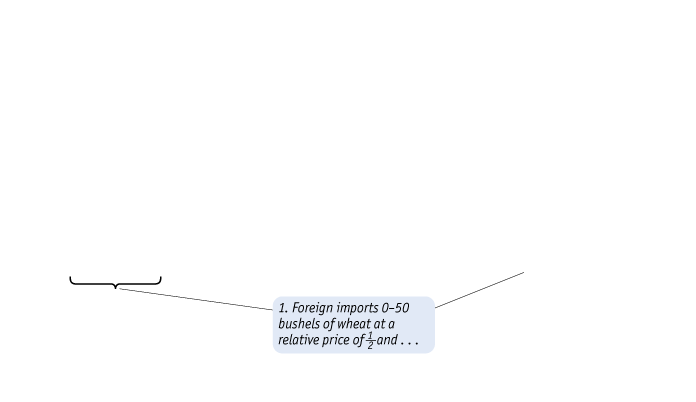 1. Foreign imports 0–50
bushels of wheat at a
relative price of 1/2 and . . .